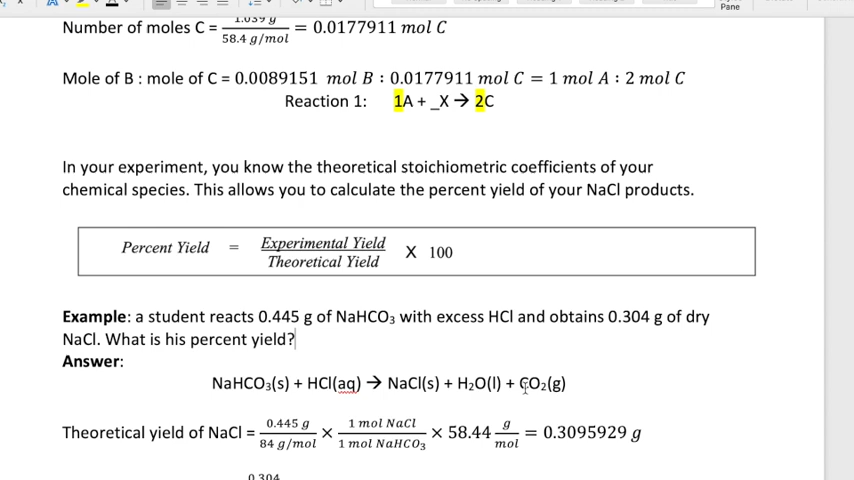 Pane
Number of moles C = 1.039 g / 58.4 g/mol = 0.0177911 mol C
Mole of B : mole of C = 0.0089151 mol B : 0.0177911 mol C = 1 mol A : 2 mol C
Reaction 1: 1A + _X → 2C
In your experiment, you know the theoretical stoichiometric coefficients of your
chemical species. This allows you to calculate the percent yield of your NaCl products.
Percent Yield = Experimental Yield / Theoretical Yield X 100
Example: a student reacts 0.445 g of NaHCO₃ with excess HCl and obtains 0.304 g of dry
NaCl. What is his percent yield?
Answer:
NaHCO₃(s) + HCl(aq) → NaCl(s) + H₂O(l) + CO₂(g)
Theoretical yield of NaCl = 0.445 g / 84 g/mol × 1 mol NaCl / 1 mol NaHCO₃ × 58.44 g / mol = 0.3095929 g
0.304